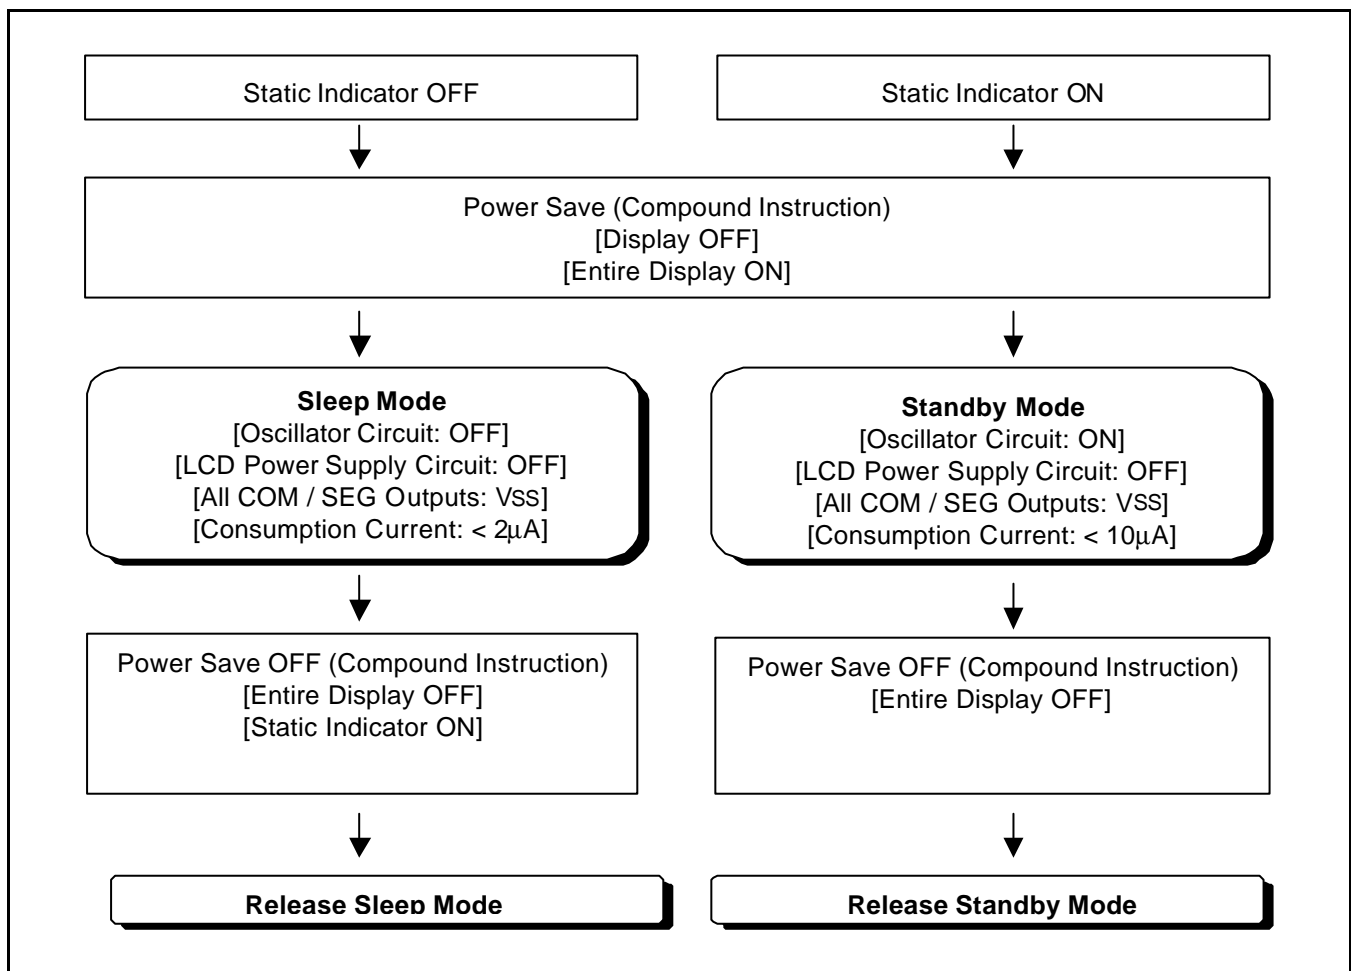 Static Indicator OFF
Static Indicator ON
Power Save (Compound Instruction)
[Display OFF]
[Entire Display ON]
Sleep Mode
[Oscillator Circuit: OFF]
[LCD Power Supply Circuit: OFF]
[All COM / SEG Outputs: VSS]
[Consumption Current: < 2μA]
Standby Mode
[Oscillator Circuit: ON]
[LCD Power Supply Circuit: OFF]
[All COM / SEG Outputs: VSS]
[Consumption Current: < 10μA]
Power Save OFF (Compound Instruction)
[Entire Display OFF]
[Static Indicator ON]
Power Save OFF (Compound Instruction)
[Entire Display OFF]
Release Sleep Mode
Release Standby Mode